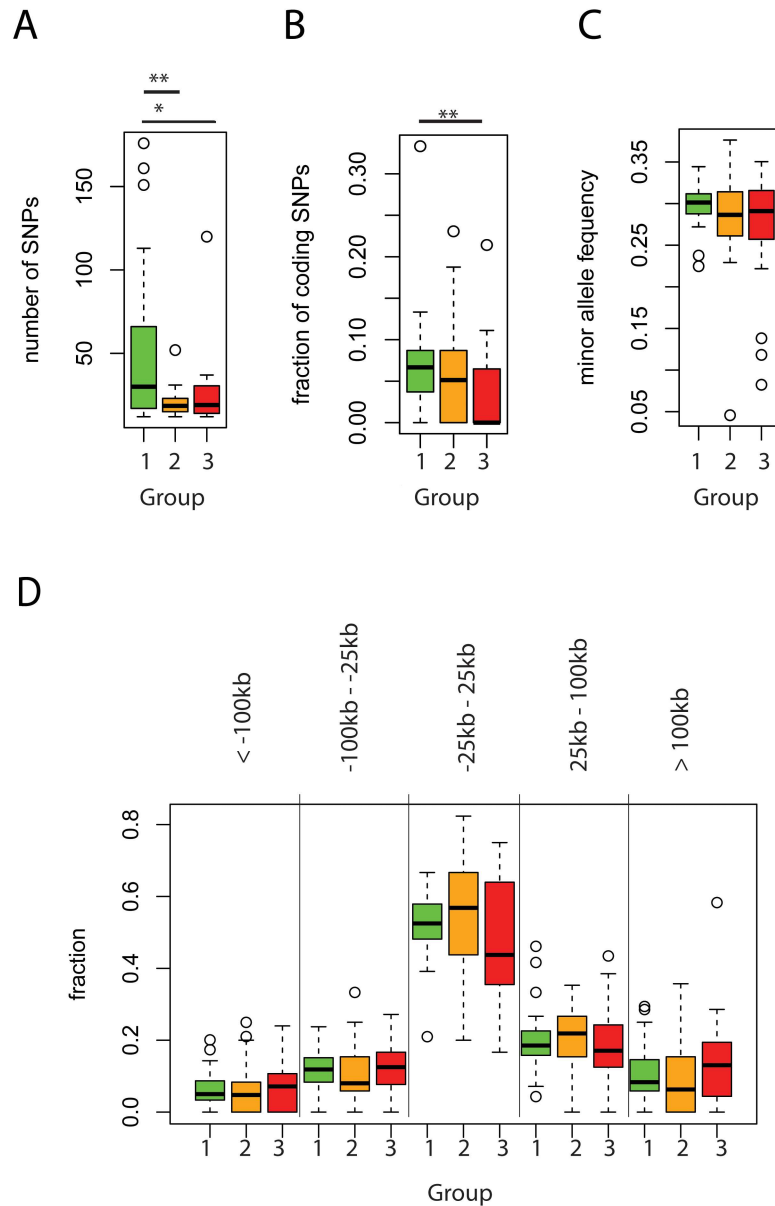 A
B
C
**
*
**
number of SNPs
50
100
150
1 2 3
Group
fraction of coding SNPs
0.00
0.10
0.20
0.30
1 2 3
Group
minor allele fequency
0.05
0.15
0.25
0.35
1 2 3
Group
D
< -100kb
-100kb - -25kb
-25kb - 25kb
25kb - 100kb
> 100kb
fraction
0.0
0.2
0.4
0.6
0.8
1 2 3 1 2 3 1 2 3 1 2 3 1 2 3
Group